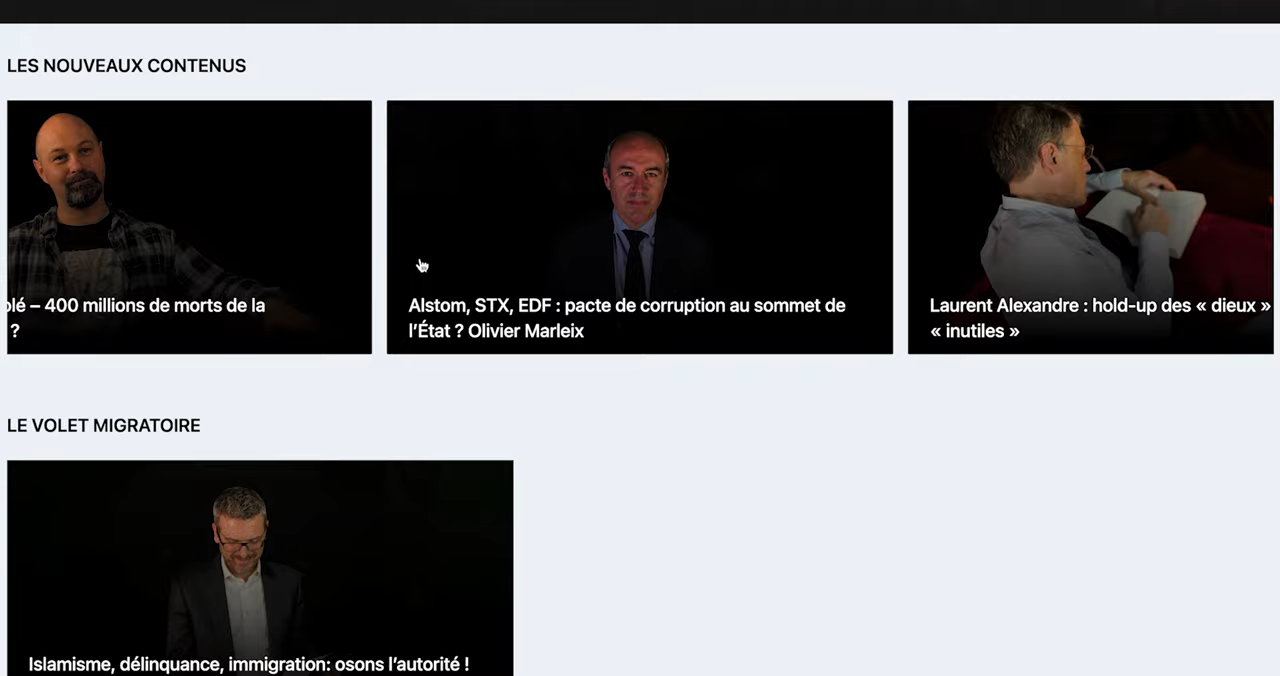 LES NOUVEAUX CONTENUS
– 400 millions de morts de la
?
Alstom, STX, EDF : pacte de corruption au sommet de
l’État ? Olivier Marleix
Laurent Alexandre : hold-up des « dieux »
« inutiles »
LE VOLET MIGRATOIRE
Islamisme, délinquance, immigration: osons l’autorité !